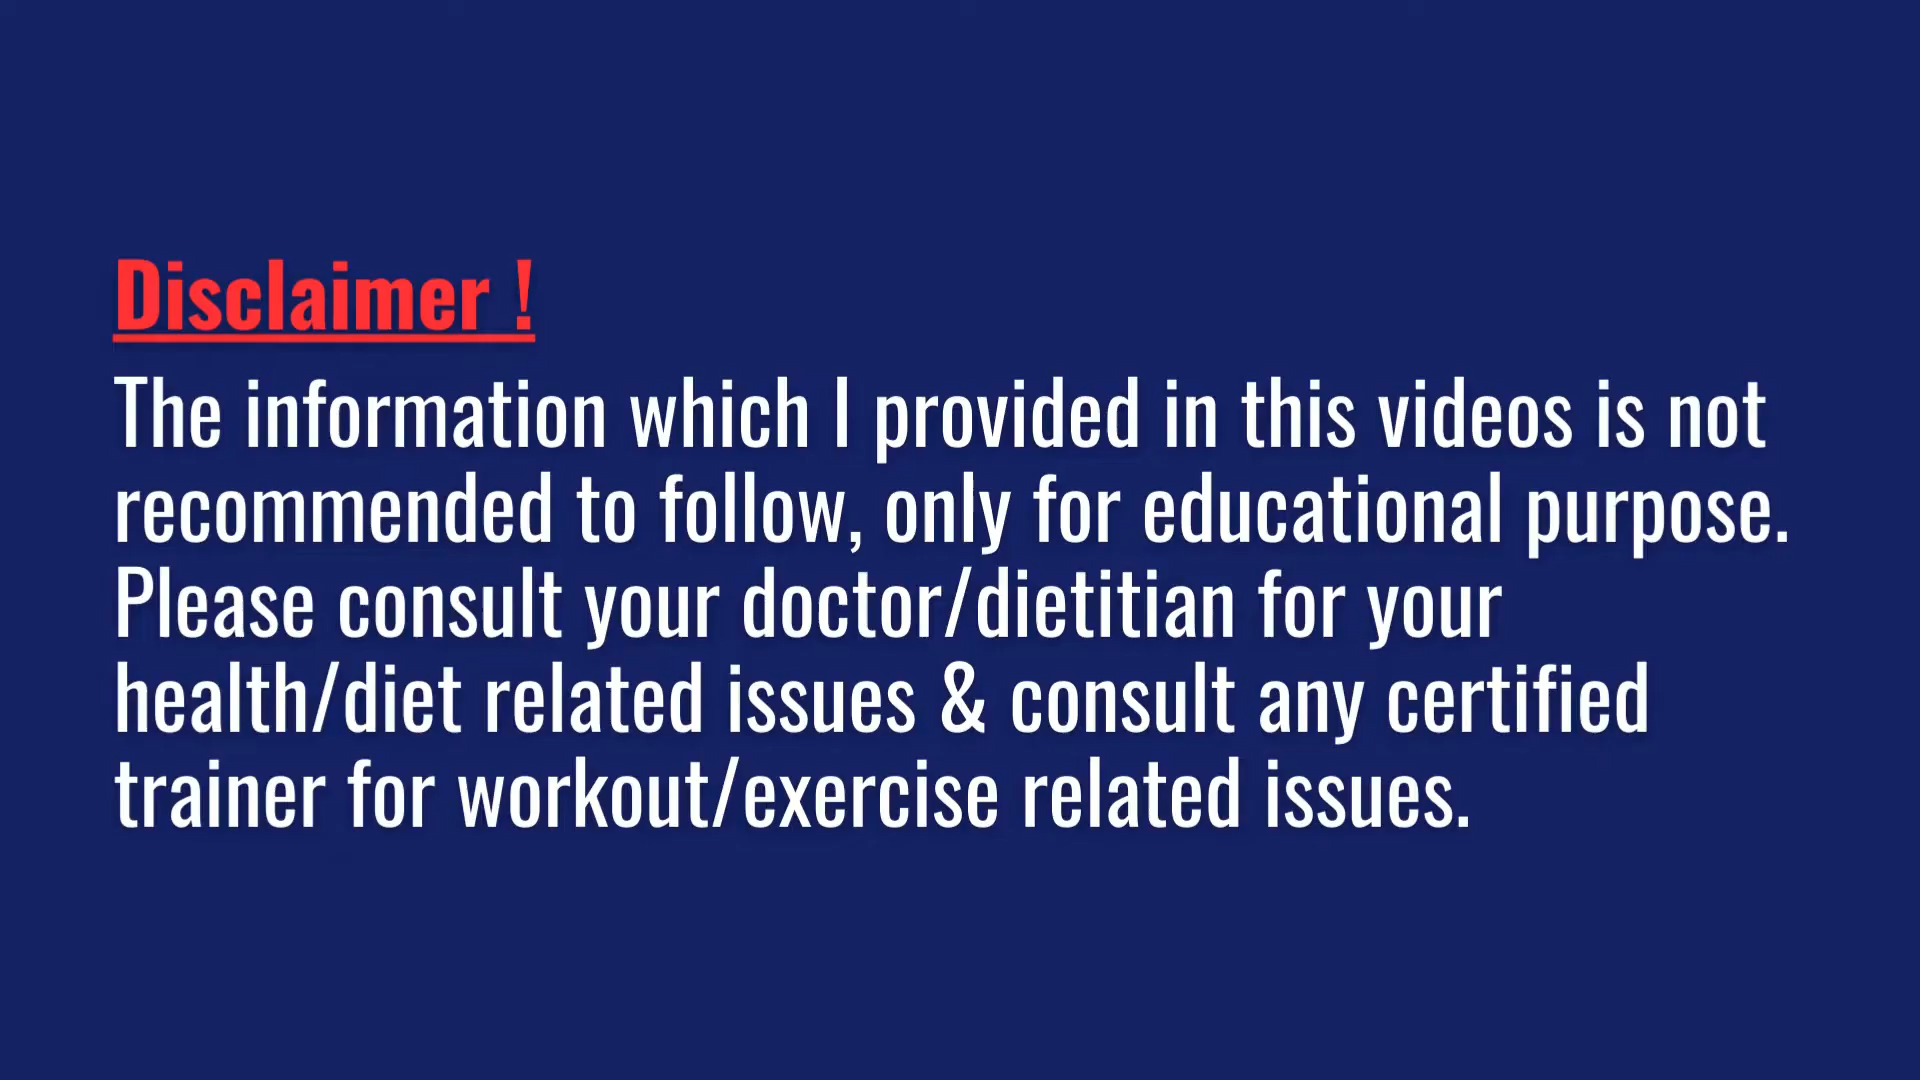 Disclaimer !
The information which I provided in this videos is not
recommended to follow, only for educational purpose.
Please consult your doctor/dietitian for your
health/diet related issues & consult any certified
trainer for workout/exercise related issues.